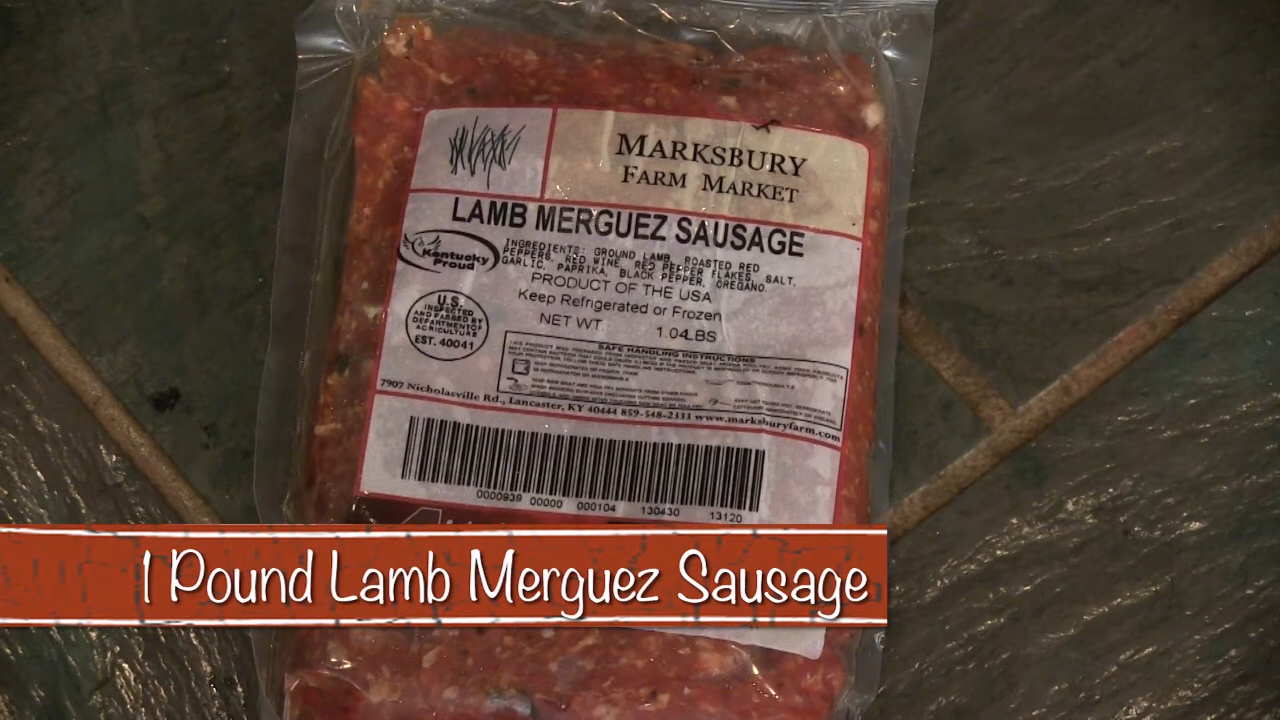 MARKSBURY
FARM MARKET
LAMB MERGUEZ SAUSAGE
Kentucky
Proud
INGREDIENTS: GROUND LAMB, ROASTED RED
PEPPERS, RED WINE, RED PEPPER FLAKES, SALT,
GARLIC, PAPRIKA, BLACK PEPPER, OREGANO.
PRODUCT OF THE USA
Keep Refrigerated or Frozen
NET WT. 1.04LBS
U.S.
INSPECTED
AND PASSED BY
DEPARTMENT OF
AGRICULTURE
EST. 40041
SAFE HANDLING INSTRUCTIONS
7907 Nicholasville Rd., Lancaster, KY 40444 859-548-2133 www.marksburyfarm.com
0000939 00000 000104 130430 13120
1 Pound Lamb Merguez Sausage